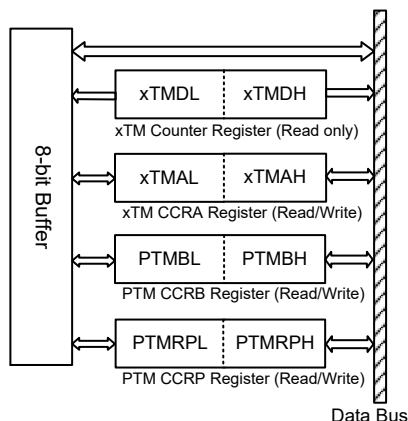 8-bit Buffer
xTMDL xTMDH
xTM Counter Register (Read only)
xTMAL xTMAH
xTM CCRA Register (Read/Write)
PTMBL PTMBH
PTM CCRB Register (Read/Write)
PTMRPL PTMRPH
PTM CCRP Register (Read/Write)
Data Bus